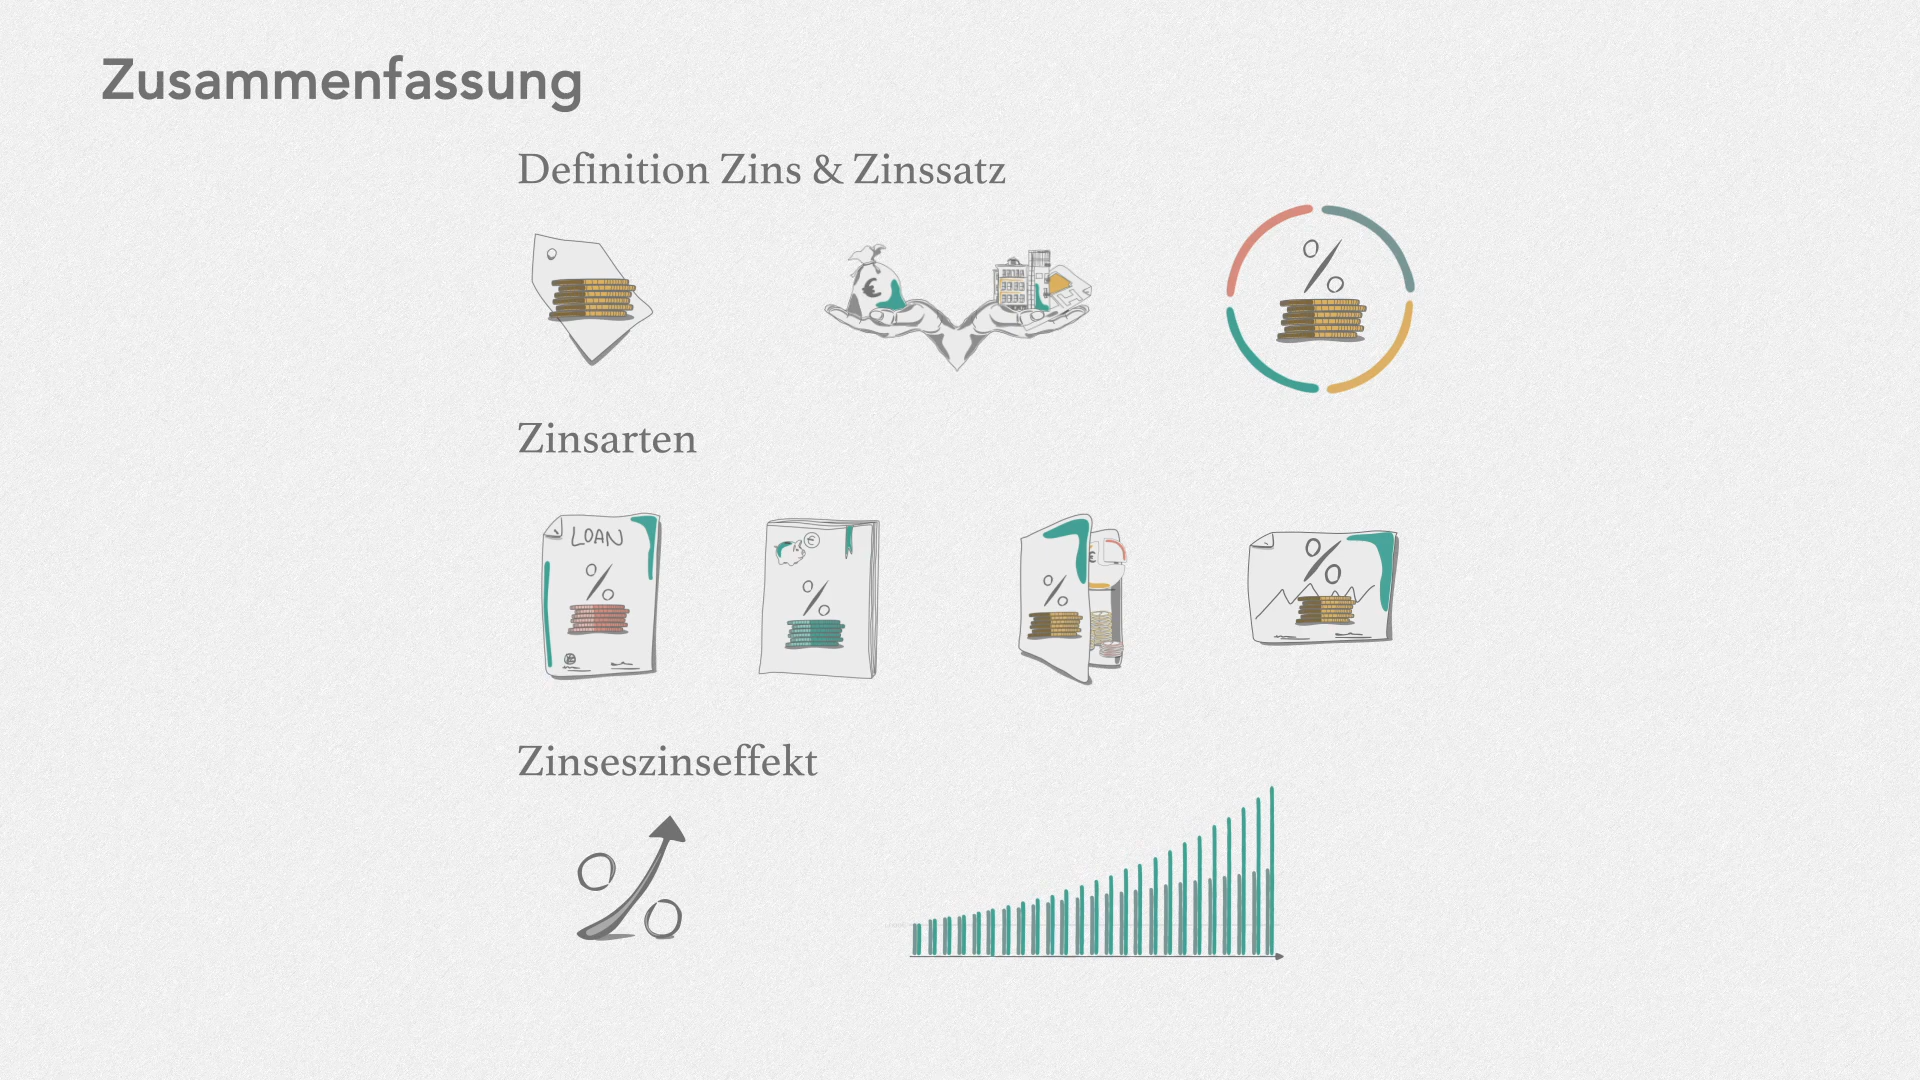 Zusammenfassung
Definition Zins & Zinssatz
€
%
Zinsarten
LOAN
%
€
%
€
%
%
Zinseszinseffekt
%